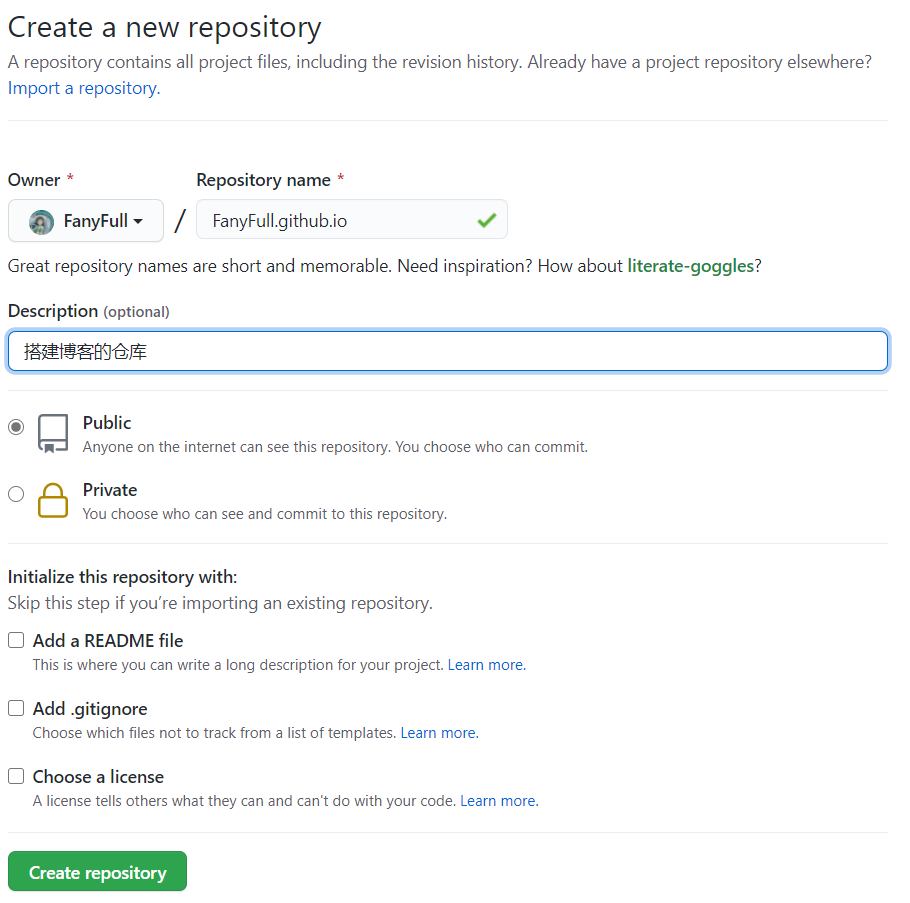 Create a new repository
A repository contains all project files, including the revision history. Already have a project repository elsewhere?
Import a repository.
Owner *
Repository name *
FanyFull
/
FanyFull.github.io
Great repository names are short and memorable. Need inspiration? How about literate-goggles?
Description (optional)
搭建博客的仓库
Public
Anyone on the internet can see this repository. You choose who can commit.
Private
You choose who can see and commit to this repository.
Initialize this repository with:
Skip this step if you’re importing an existing repository.
Add a README file
This is where you can write a long description for your project. Learn more.
Add .gitignore
Choose which files not to track from a list of templates. Learn more.
Choose a license
A license tells others what they can and can't do with your code. Learn more.
Create repository